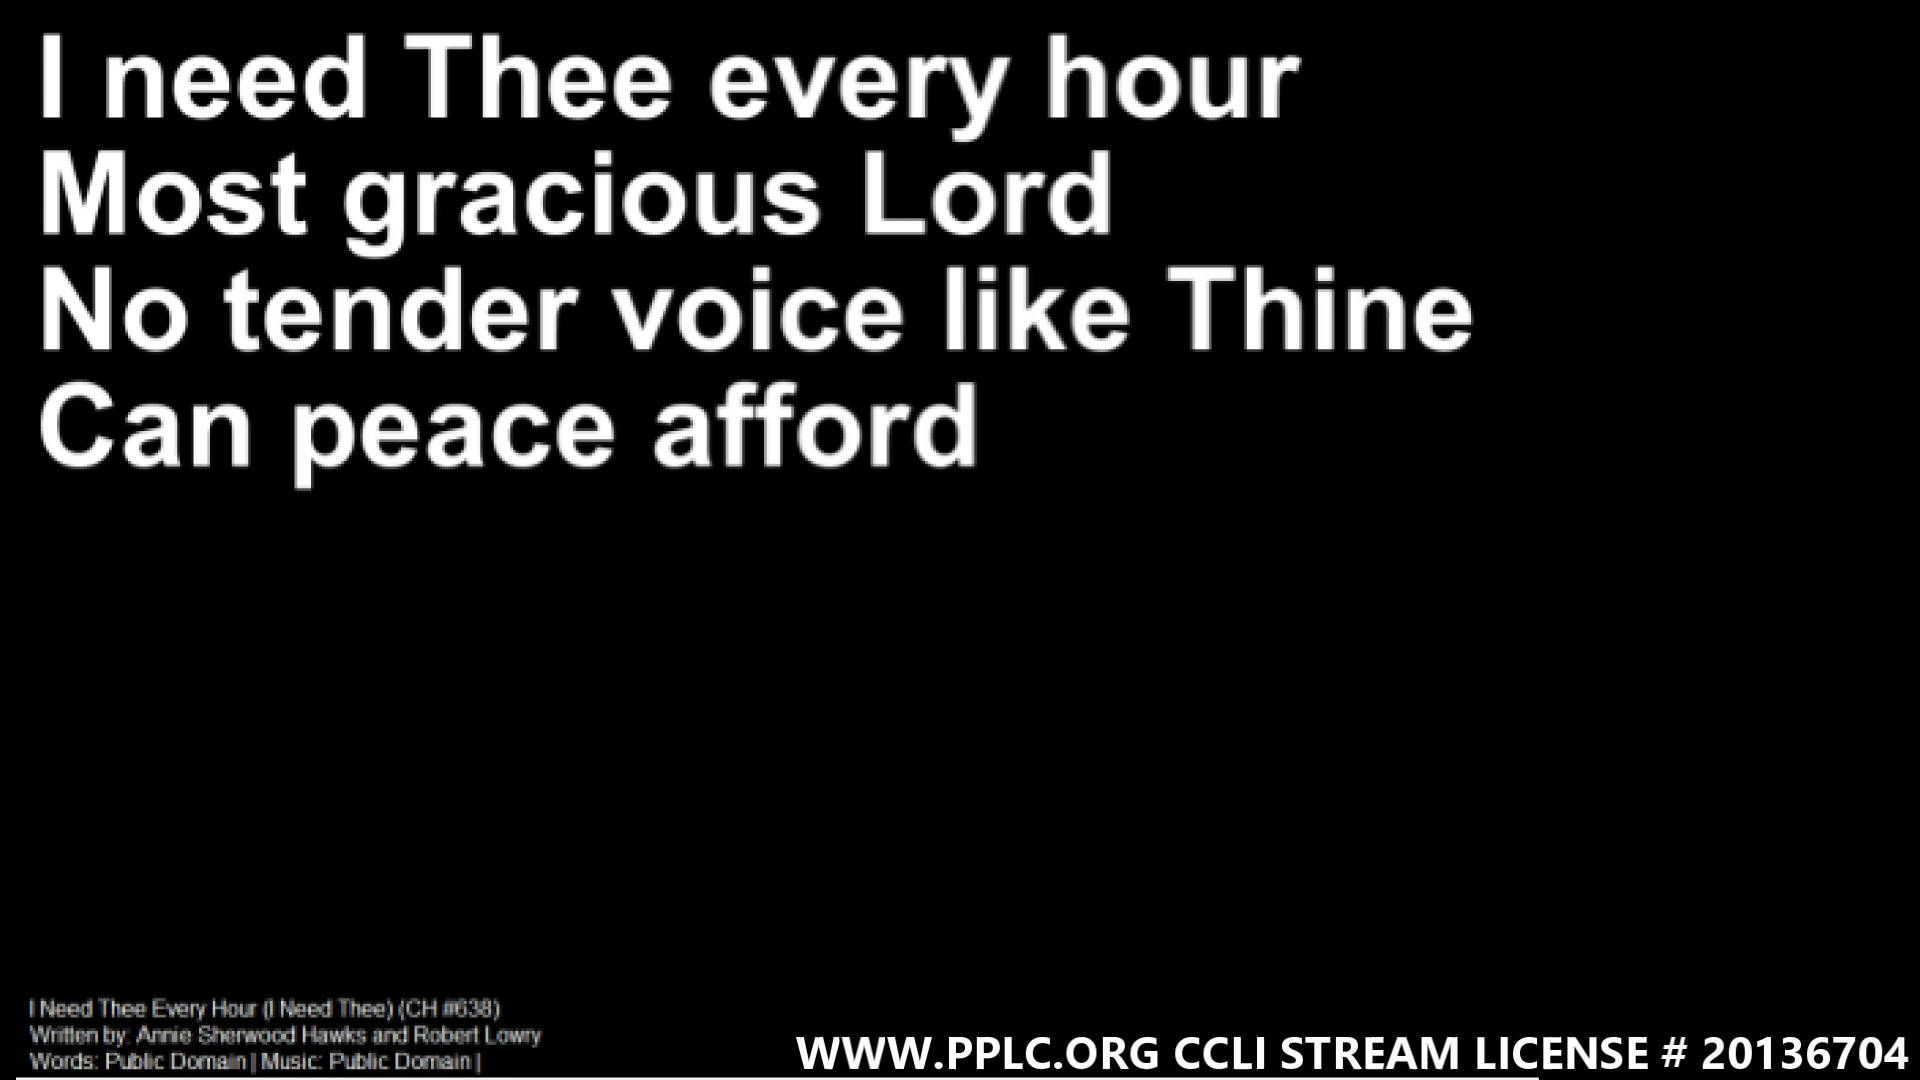 I need Thee every hour
Most gracious Lord
No tender voice like Thine
Can peace afford
I Need Thee Every Hour (I Need Thee) (CH #638)
Written by: Annie Sherwood Hawks and Robert Lowry
Words: Public Domain | Music: Public Domain |
WWW.PPLC.ORG CCLI STREAM LICENSE # 20136704